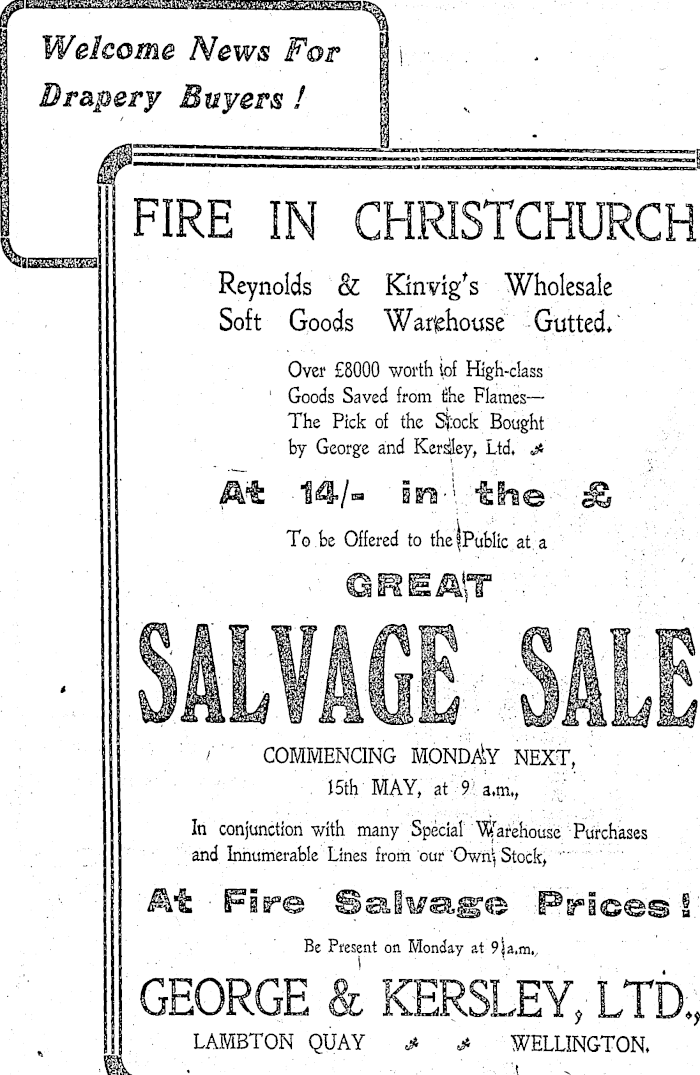 Welcome News For
Drapery Buyers !
FIRE IN CHRISTCHURCH
Reynolds & Kinvig's Wholesale
Soft Goods Warehouse Gutted.
Over £8000 worth of High-class
Goods Saved from the Flames—
The Pick of the Stock Bought
by George and Kersley, Ltd.
At 14/- in the £
To be Offered to the Public at a
GREAT
SALVAGE SALE
COMMENCING MONDAY NEXT,
15th MAY, at 9 a.m.,
In conjunction with many Special Warehouse Purchases
and Innumerable Lines from our Own Stock,
At Fire Salvage Prices !
Be Present on Monday at 9 a.m.
GEORGE & KERSLEY, LTD.,
LAMBTON QUAY WELLINGTON.